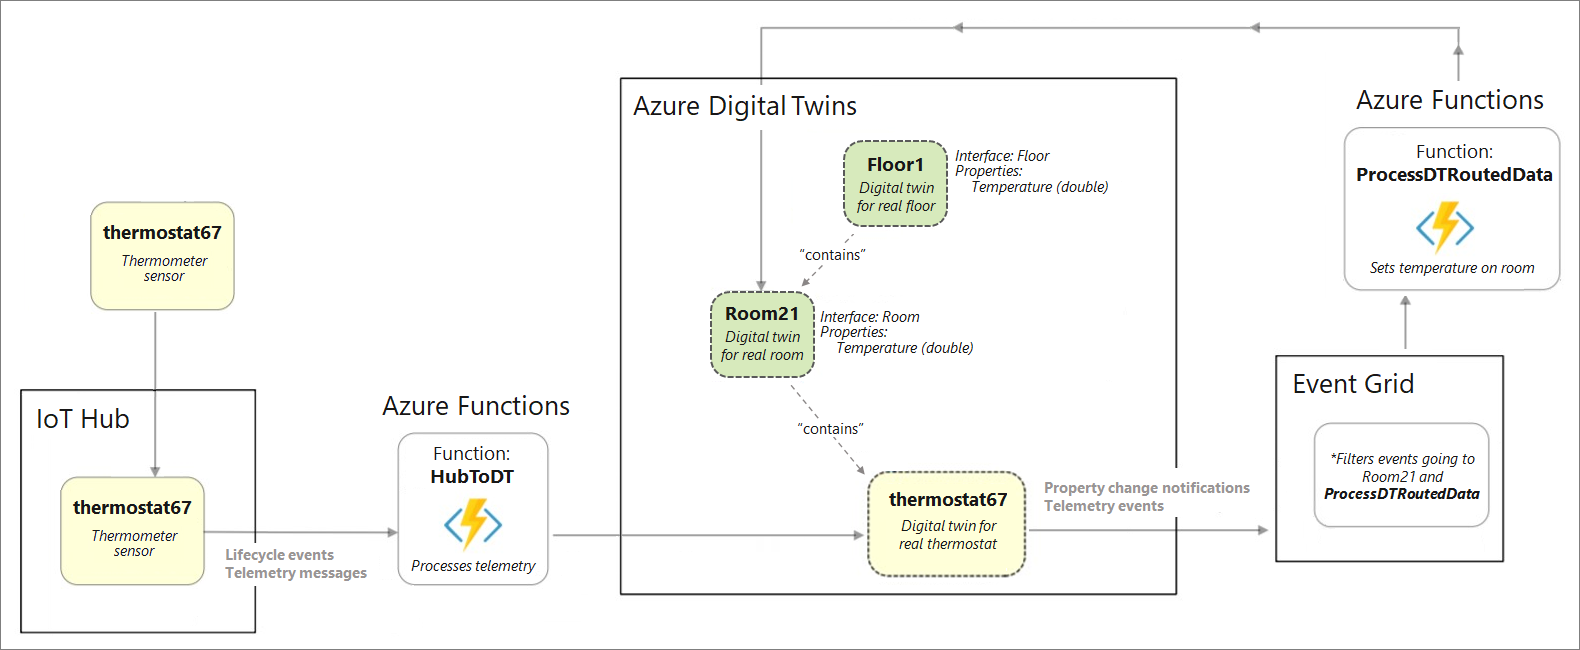 thermostat67
Thermometer
sensor
IoT Hub
thermostat67
Thermometer
sensor
Lifecycle events
Telemetry messages
Azure Functions
Function:
HubToDT
Processes telemetry
Azure Digital Twins
Floor1
Digital twin
for real floor
Interface: Floor
Properties:
Temperature (double)
“contains”
Room21
Digital twin
for real room
Interface: Room
Properties:
Temperature (double)
“contains”
thermostat67
Digital twin for
real thermostat
Property change notifications
Telemetry events
Event Grid
*Filters events going to
Room21 and
ProcessDTRoutedData
Azure Functions
Function:
ProcessDTRoutedData
Sets temperature on room